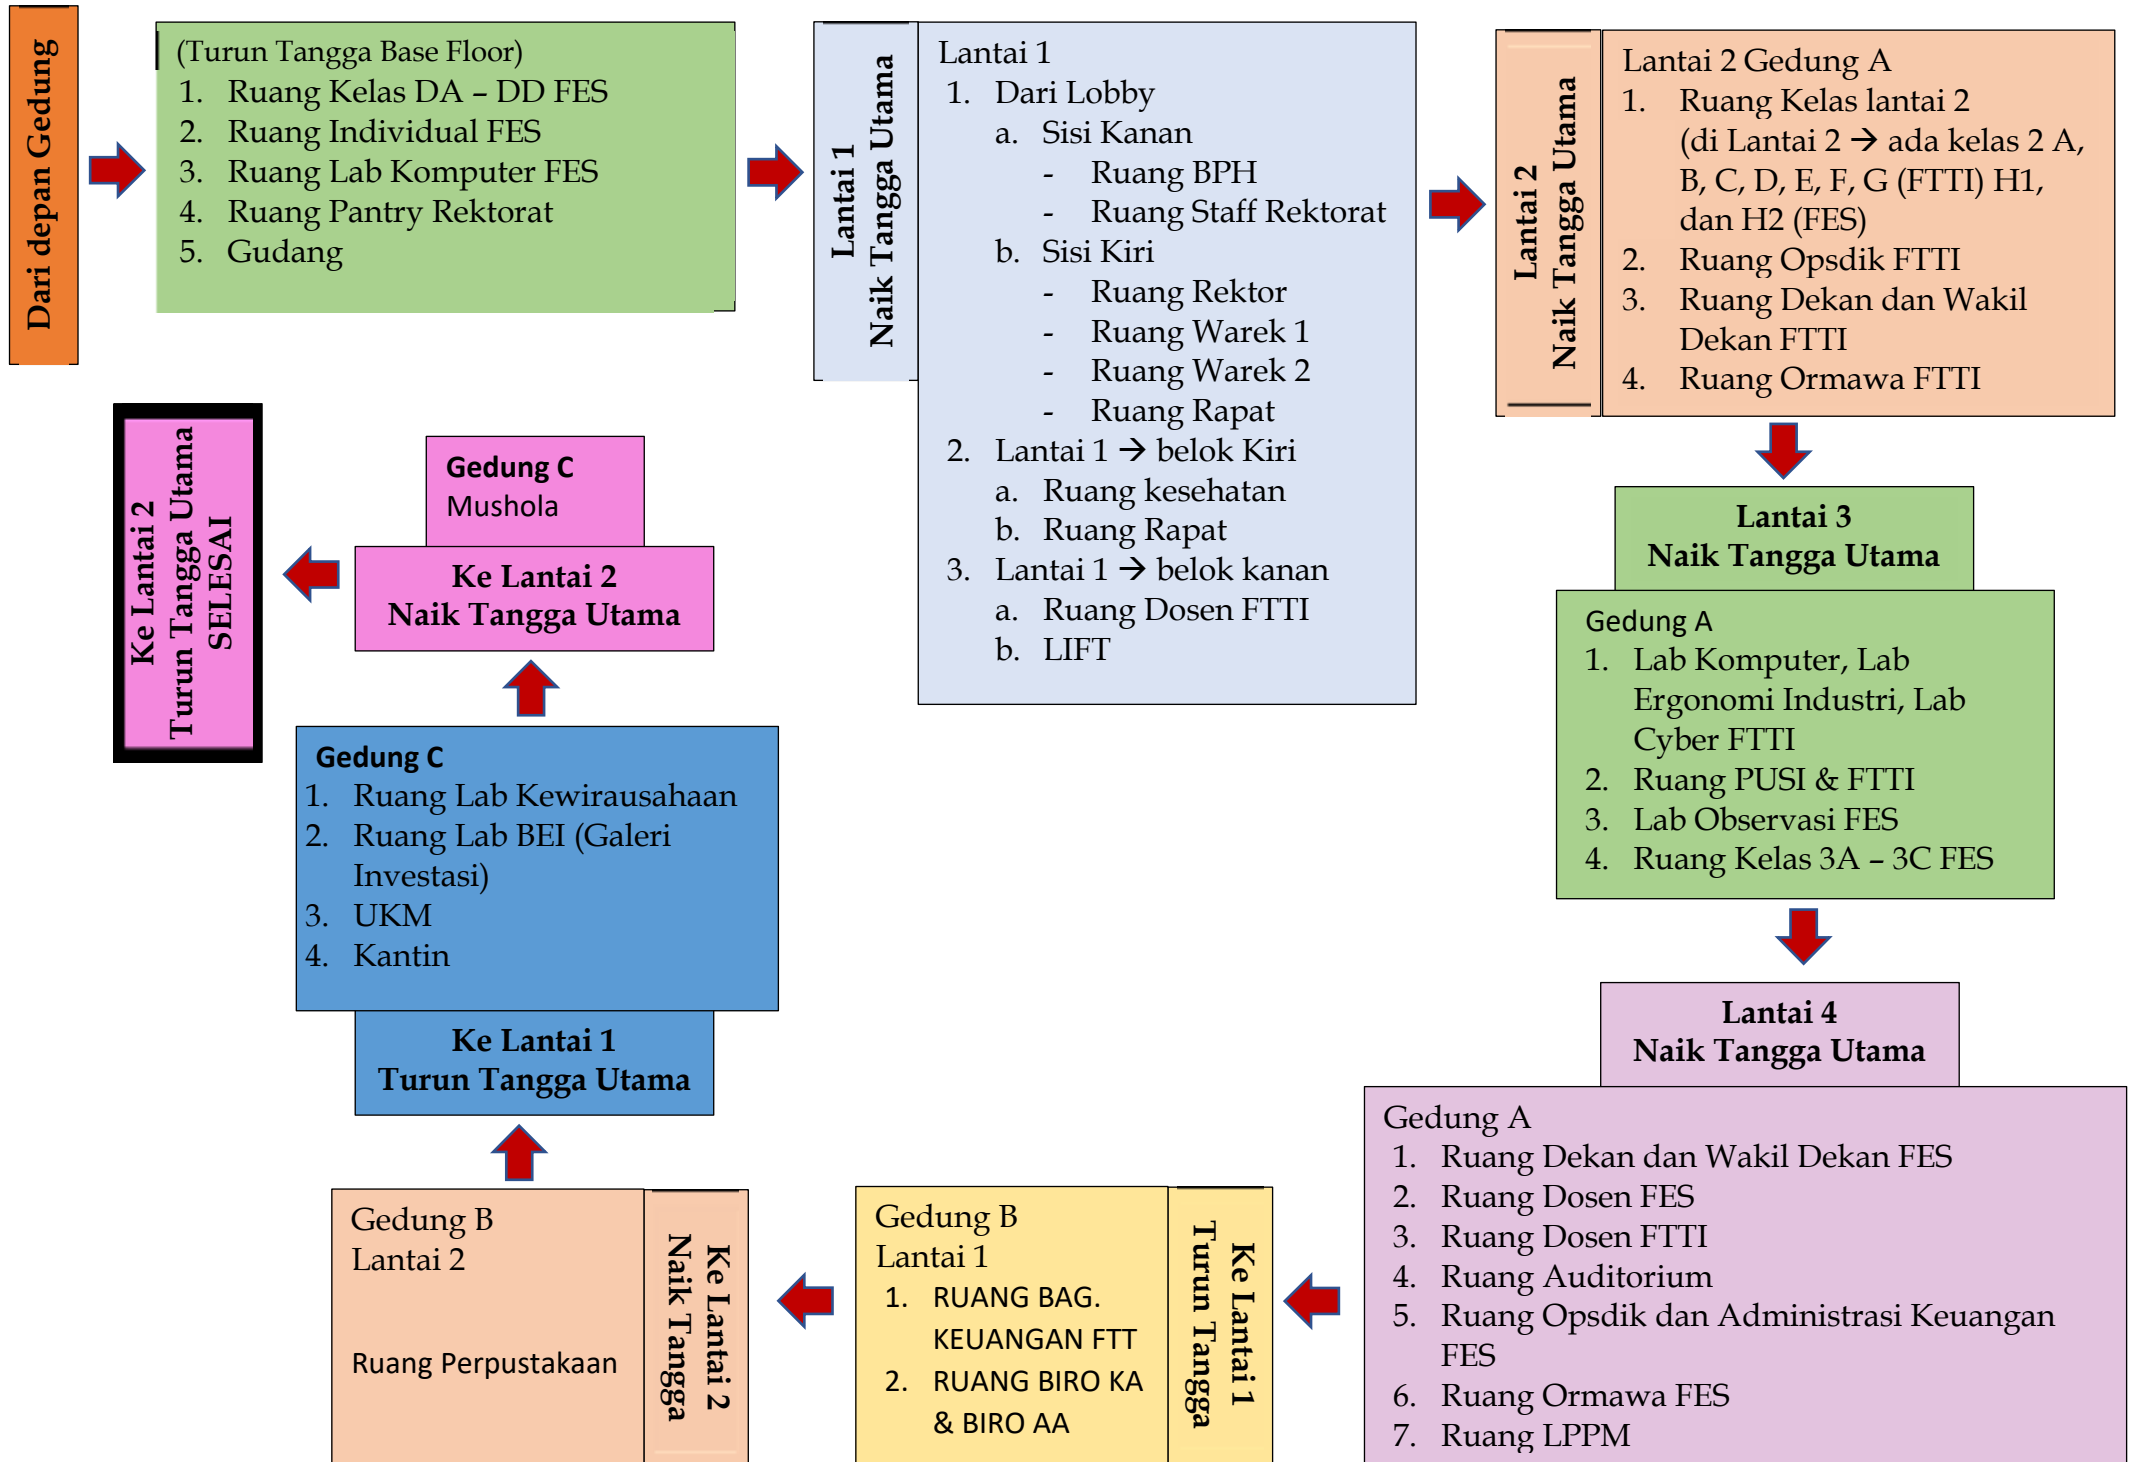 Dari depan Gedung
(Turun Tangga Base Floor)
1. Ruang Kelas DA – DD FES
2. Ruang Individual FES
3. Ruang Lab Komputer FES
4. Ruang Pantry Rektorat
5. Gudang
Lantai 1
Naik Tangga Utama
Lantai 1
1. Dari Lobby
a. Sisi Kanan
- Ruang BPH
- Ruang Staff Rektorat
b. Sisi Kiri
- Ruang Rektor
- Ruang Warek 1
- Ruang Warek 2
- Ruang Rapat
2. Lantai 1 → belok Kiri
a. Ruang kesehatan
b. Ruang Rapat
3. Lantai 1 → belok kanan
a. Ruang Dosen FTTI
b. LIFT
Lantai 2
Naik Tangga Utama
Lantai 2 Gedung A
1. Ruang Kelas lantai 2
(di Lantai 2 → ada kelas 2 A,
B, C, D, E, F, G (FTTI) H1,
dan H2 (FES)
2. Ruang Opsdik FTTI
3. Ruang Dekan dan Wakil
Dekan FTTI
4. Ruang Ormawa FTTI
Lantai 3
Naik Tangga Utama
Gedung A
1. Lab Komputer, Lab
Ergonomi Industri, Lab
Cyber FTTI
2. Ruang PUSI & FTTI
3. Lab Observasi FES
4. Ruang Kelas 3A – 3C FES
Lantai 4
Naik Tangga Utama
Gedung A
1. Ruang Dekan dan Wakil Dekan FES
2. Ruang Dosen FES
3. Ruang Dosen FTTI
4. Ruang Auditorium
5. Ruang Opsdik dan Administrasi Keuangan
FES
6. Ruang Ormawa FES
7. Ruang LPPM
Ke Lantai 1
Turun Tangga
Gedung B
Lantai 1
1. RUANG BAG.
KEUANGAN FTT
2. RUANG BIRO KA
& BIRO AA
Ke Lantai 2
Naik Tangga
Gedung B
Lantai 2
Ruang Perpustakaan
Ke Lantai 1
Turun Tangga Utama
Gedung C
1. Ruang Lab Kewirausahaan
2. Ruang Lab BEI (Galeri
Investasi)
3. UKM
4. Kantin
Ke Lantai 2
Naik Tangga Utama
Gedung C
Mushola
Ke Lantai 2
Turun Tangga Utama
SELESAI